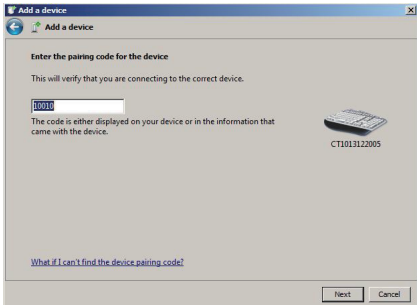 Add a device
Add a device
Enter the pairing code for the device
This will verify that you are connecting to the correct device.
10010
The code is either displayed on your device or in the information that
came with the device.
CT1013122005
What if I can't find the device pairing code?
Next Cancel